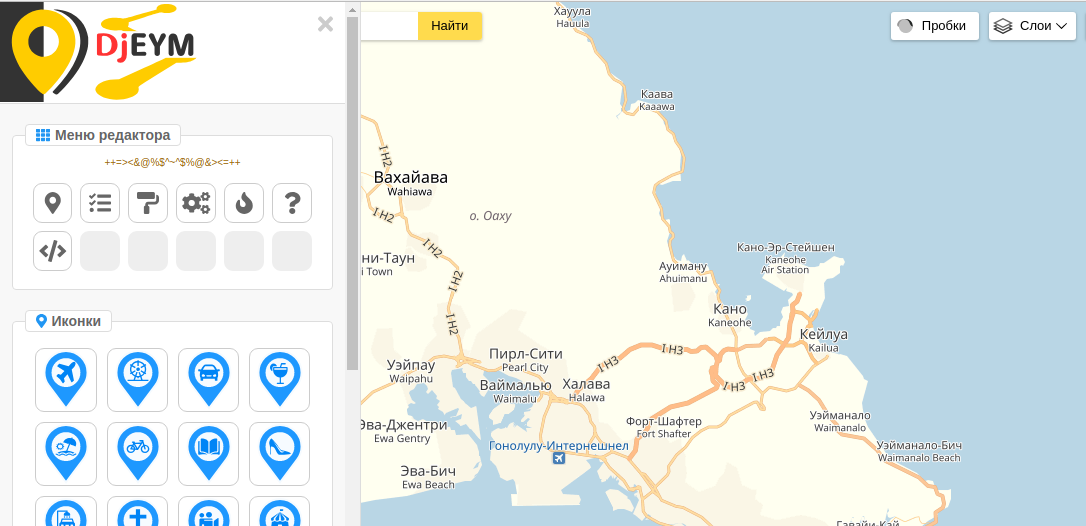 DjEYM
×
Найти
Пробки
Слои
Меню редактора
++=><&@%$^~^$%@&><=++
?
</>
Иконки
Хауула
Hauula
Каава
Kaaawa
I H2
Вахайава
Wahiawa
I H2
о. Оаху
I H2
ни-Таун
i Town
I H2
I H2
Кано-Эр-Стейшен
Kaneohe
Air Station
Ауиману
Ahuimanu
Кано
Kaneohe
Кейлуа
Kailua
I H3
I H3
I H3
I H3
Пирл-Сити
Pearl City
Уэйпау
Waipahu
Ваймалью
Waimalu
Халава
Halawa
Эва-Джентри
Ewa Gentry
Форт-Шафтер
Fort Shafter
Уэйманало
Waimanalo
Гонолулу-Интернешнел
Уэйманало-Бич
Waimanalo Beach
Эва-Бич
Ewa Beach
Гавайи-Кай